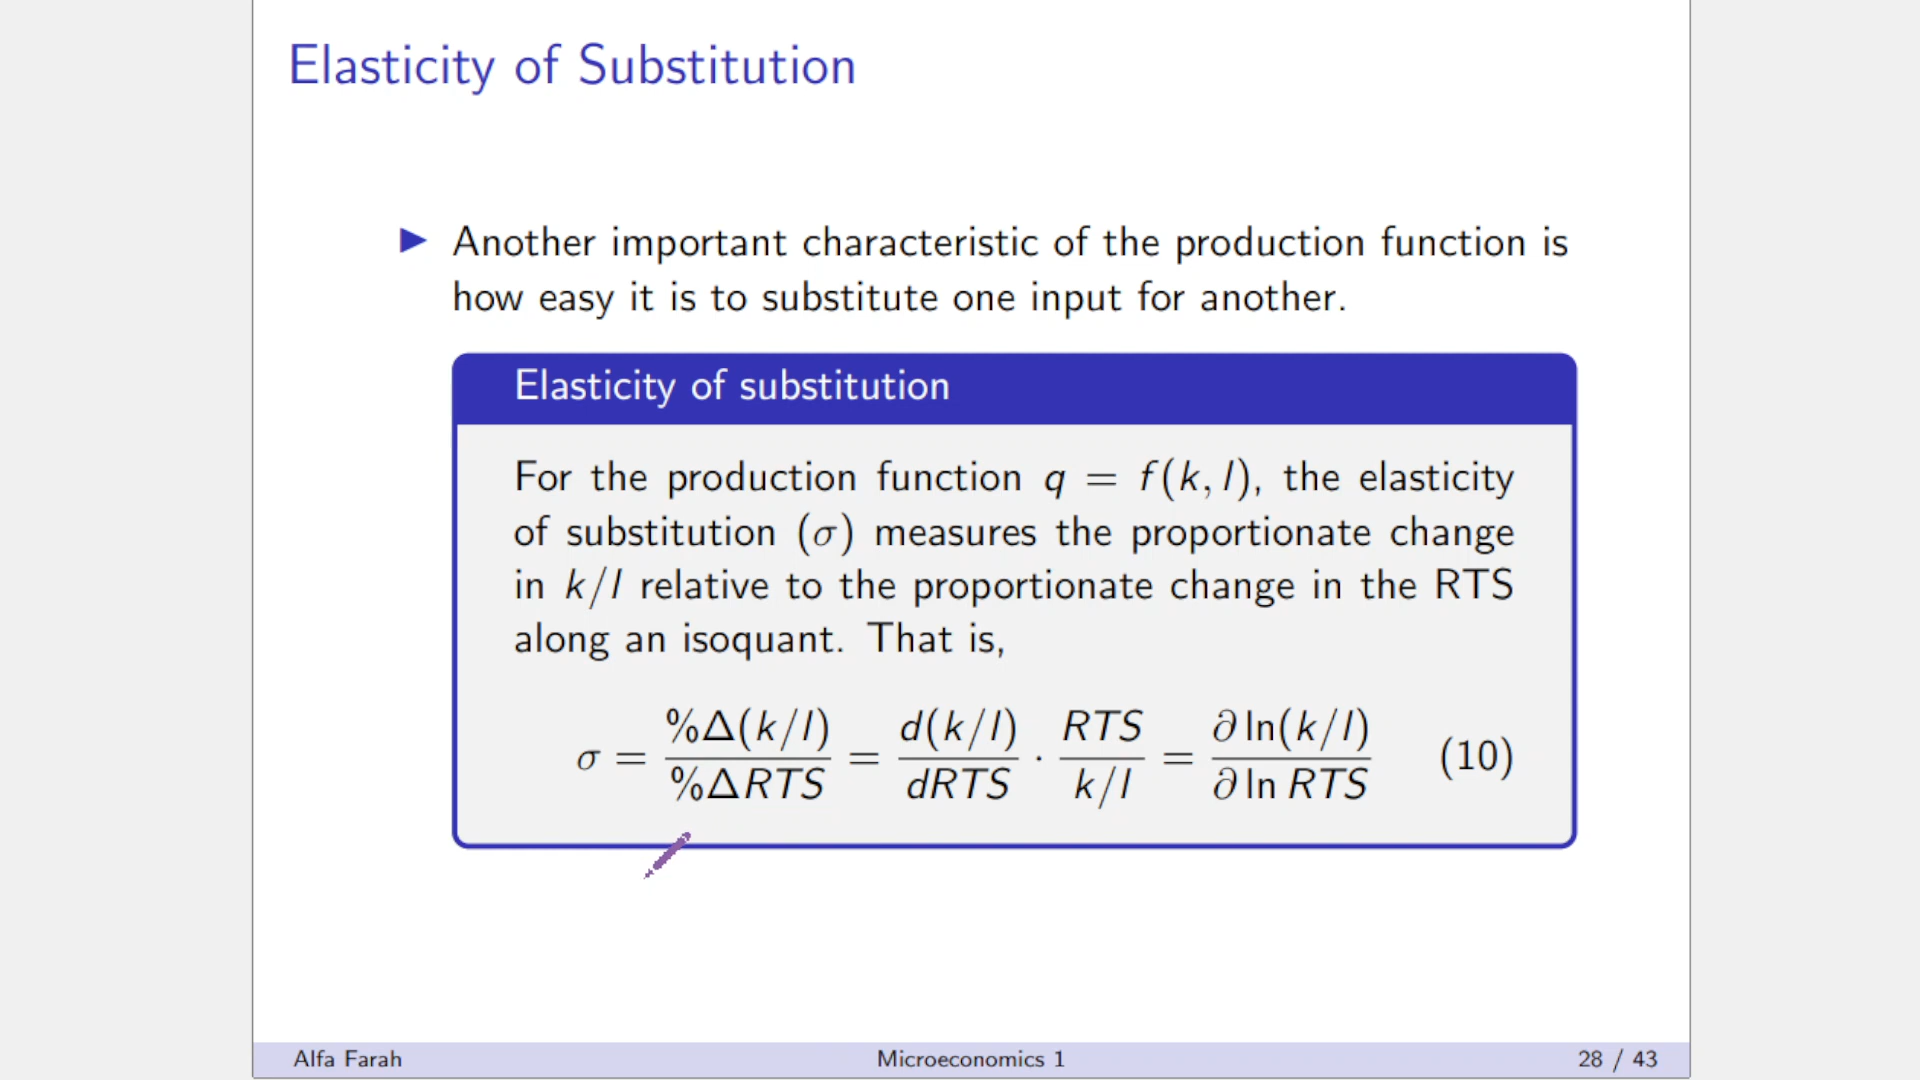 Elasticity of Substitution
▶ Another important characteristic of the production function is
how easy it is to substitute one input for another.
Elasticity of substitution
For the production function q = f(k, l), the elasticity
of substitution (σ) measures the proportionate change
in k/l relative to the proportionate change in the RTS
along an isoquant. That is,
σ = %Δ(k/l) / %ΔRTS = d(k/l) / dRTS · RTS / k/l = ∂ ln(k/l) / ∂ ln RTS (10)
Alfa Farah Microeconomics 1 28 / 43